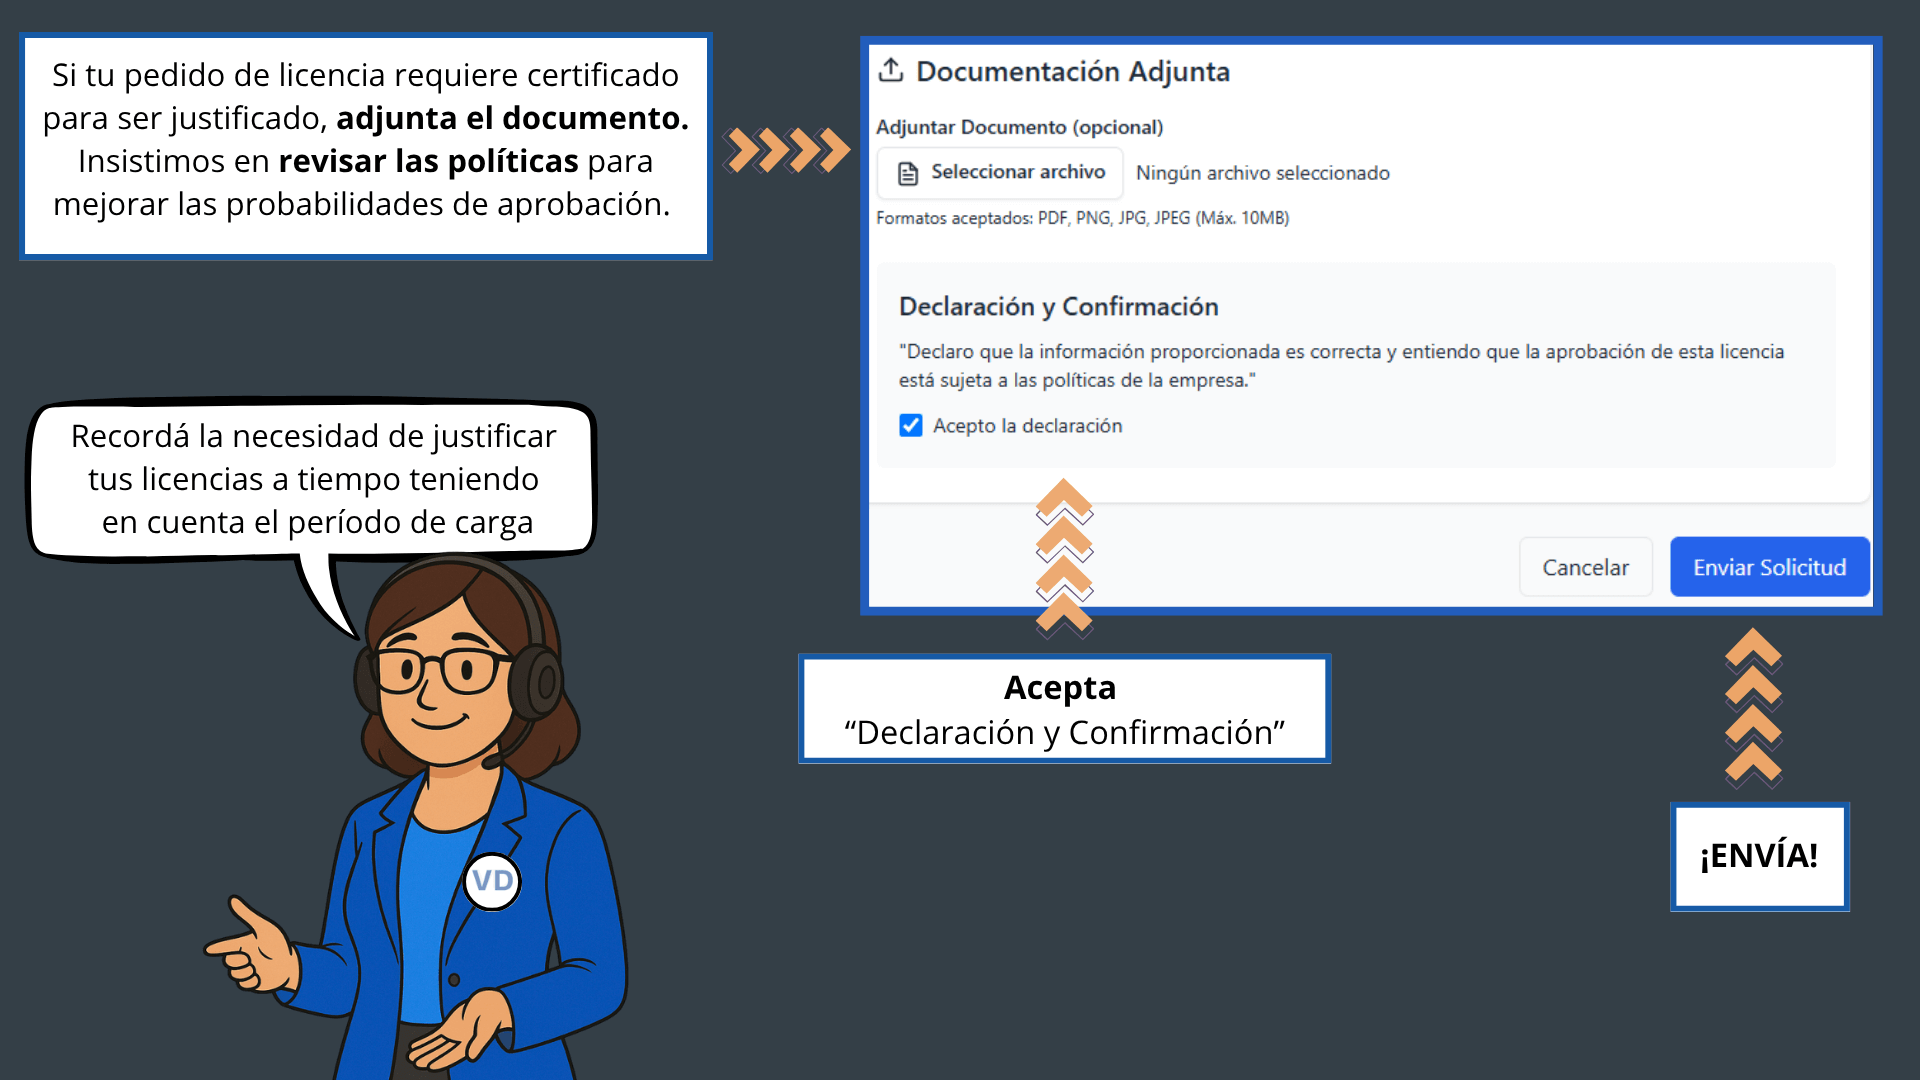 Si tu pedido de licencia requiere certificado
para ser justificado, adjunta el documento.
Insistimos en revisar las políticas para
mejorar las probabilidades de aprobación.
Documentación Adjunta
Adjuntar Documento (opcional)
Seleccionar archivo Ningún archivo seleccionado
Formatos aceptados: PDF, PNG, JPG, JPEG (Máx. 10MB)
Declaración y Confirmación
"Declaro que la información proporcionada es correcta y entiendo que la aprobación de esta licencia
está sujeta a las políticas de la empresa."
Acepto la declaración
Cancelar Enviar Solicitud
Recordá la necesidad de justificar
tus licencias a tiempo teniendo
en cuenta el período de carga
Acepta
“Declaración y Confirmación”
¡ENVÍA!
VD